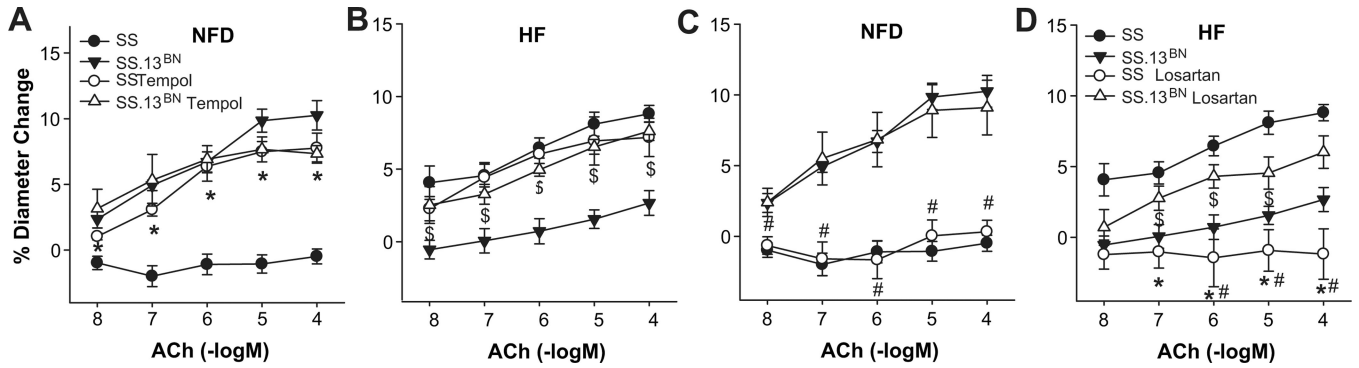 A
NFD
SS
SS.13BN
SSTempol
SS.13BN Tempol
% Diameter Change
15
10
5
0
* * * * *
8 7 6 5 4
ACh (-logM)
B
HF
15
10
5
0
$ $ $ $ $
8 7 6 5 4
ACh (-logM)
C
NFD
15
10
5
0
# # # # #
8 7 6 5 4
ACh (-logM)
D
HF
SS
SS.13BN
SS Losartan
SS.13BN Losartan
15
10
5
0
$ $ $
* *# *# *#
8 7 6 5 4
ACh (-logM)